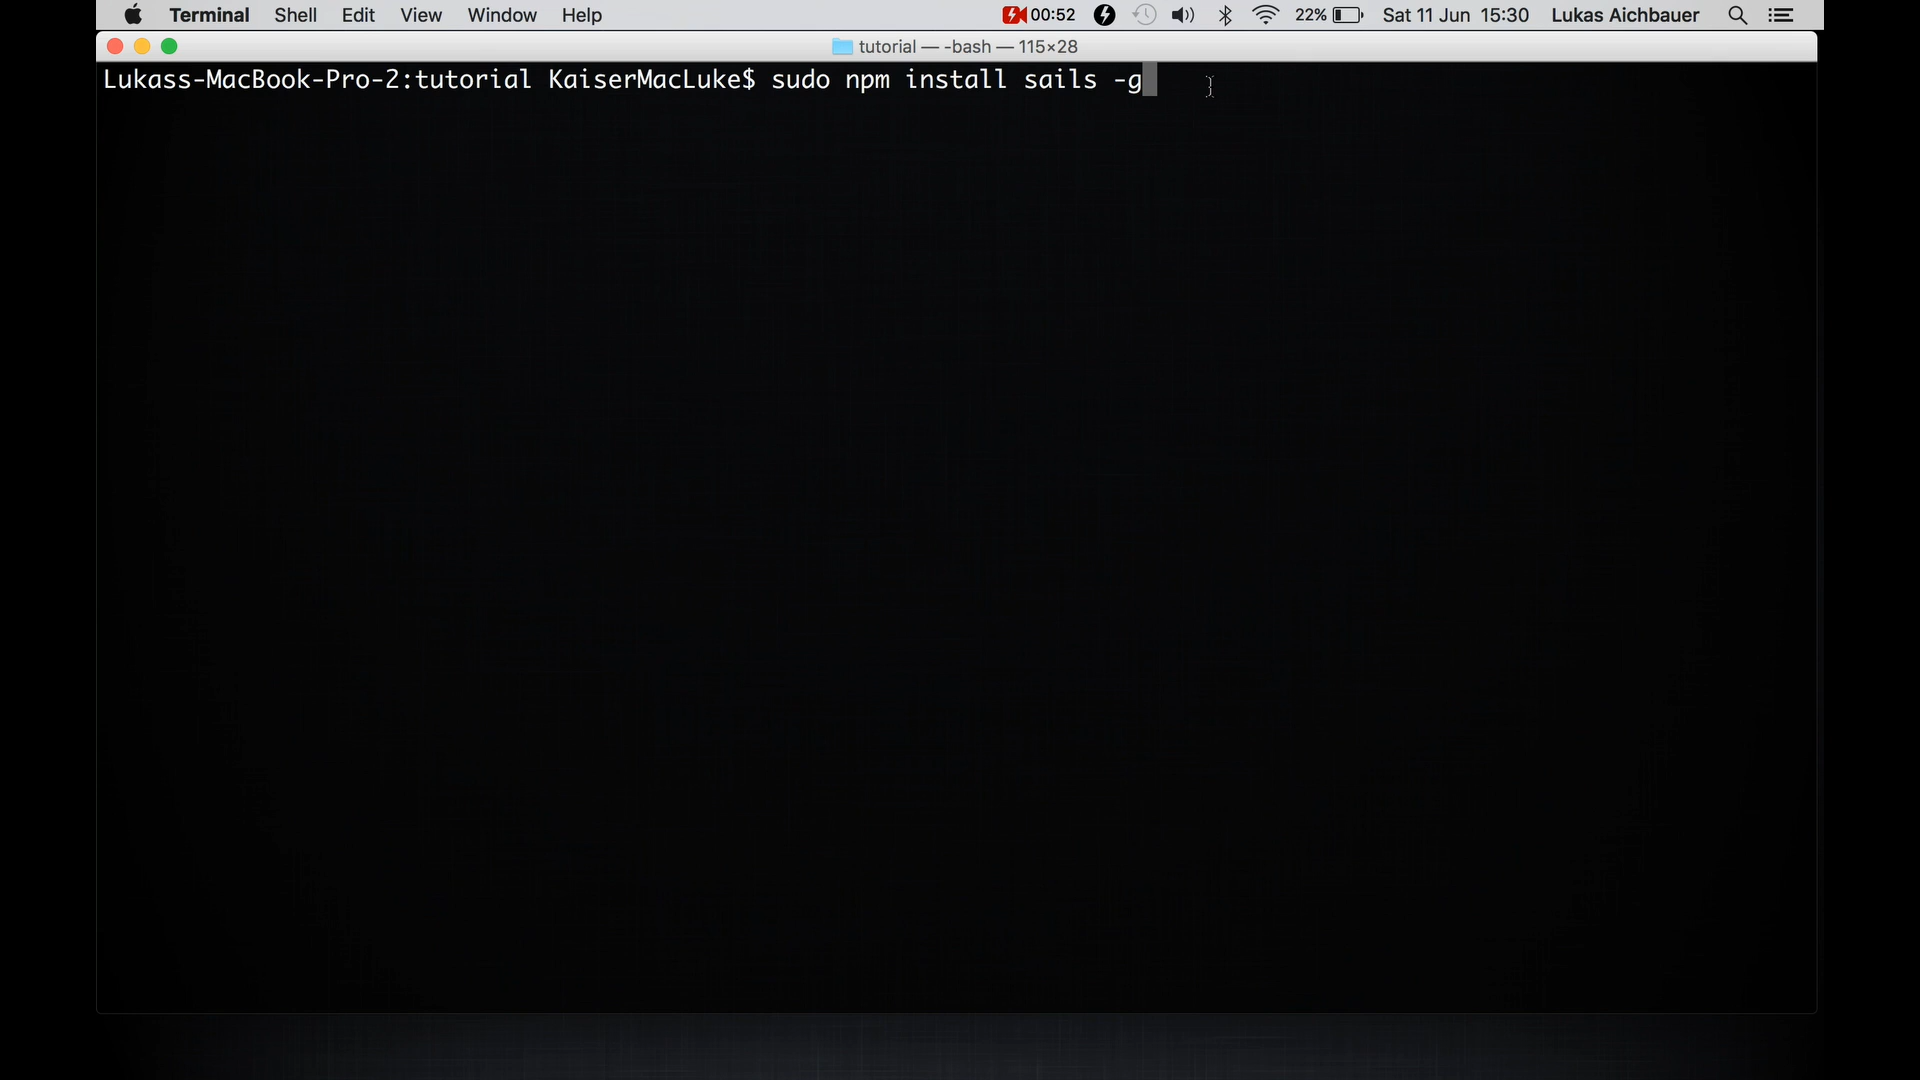 Terminal Shell Edit View Window Help 00:52 22% Sat 11 Jun 15:30 Lukas Aichbauer
tutorial — -bash — 115×28
Lukass-MacBook-Pro-2:tutorial KaiserMacLuke$ sudo npm install sails -g